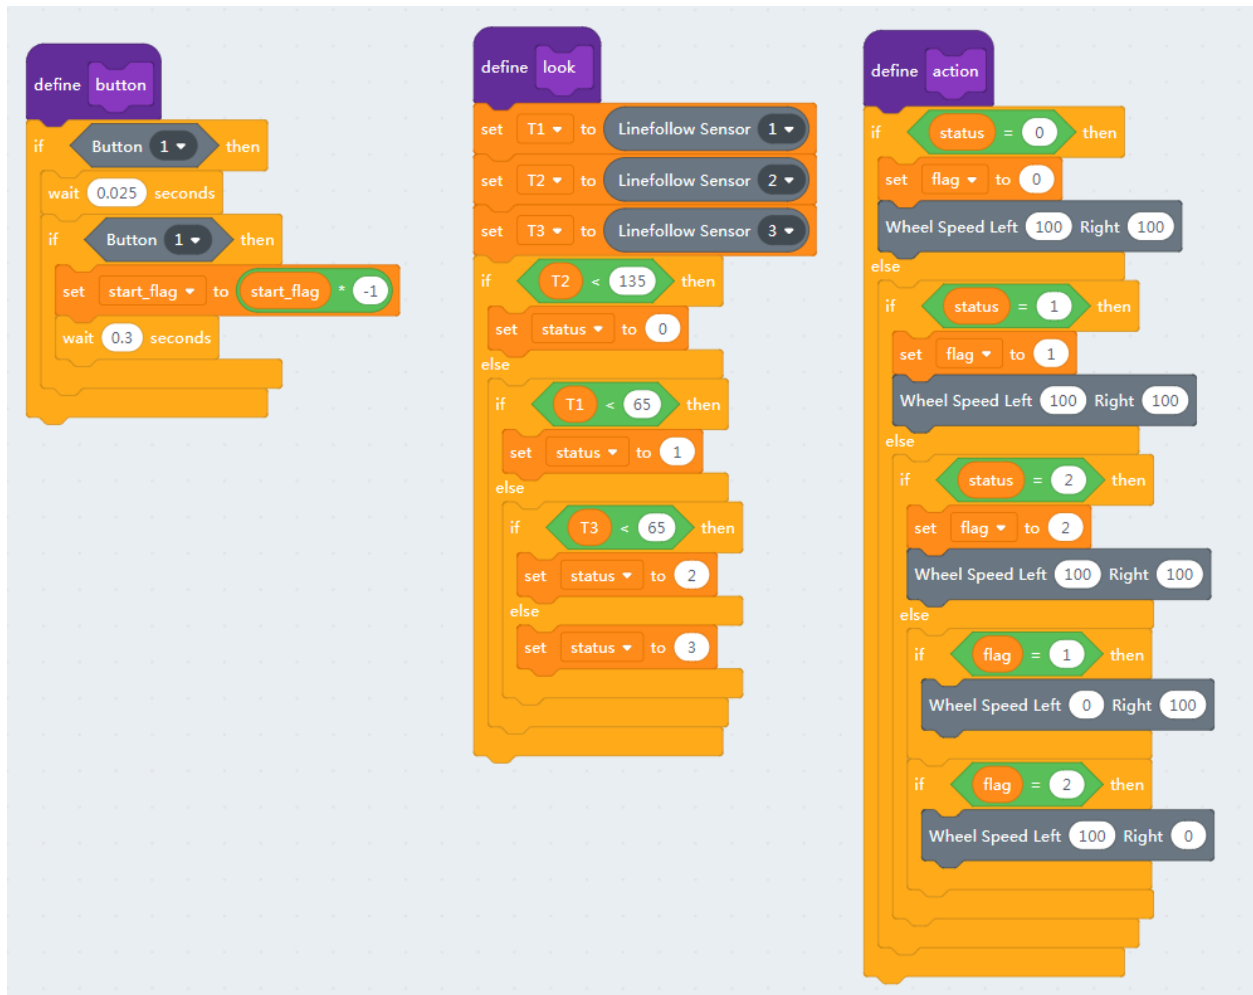 define button
if Button 1 then
wait 0.025 seconds
if Button 1 then
set start_flag to start_flag * -1
wait 0.3 seconds
define look
set T1 to Linefollow Sensor 1
set T2 to Linefollow Sensor 2
set T3 to Linefollow Sensor 3
if T2 < 135 then
set status to 0
else
if T1 < 65 then
set status to 1
else
if T3 < 65 then
set status to 2
else
set status to 3
define action
if status = 0 then
set flag to 0
Wheel Speed Left 100 Right 100
else
if status = 1 then
set flag to 1
Wheel Speed Left 100 Right 100
else
if status = 2 then
set flag to 2
Wheel Speed Left 100 Right 100
else
if flag = 1 then
Wheel Speed Left 0 Right 100
if flag = 2 then
Wheel Speed Left 100 Right 0